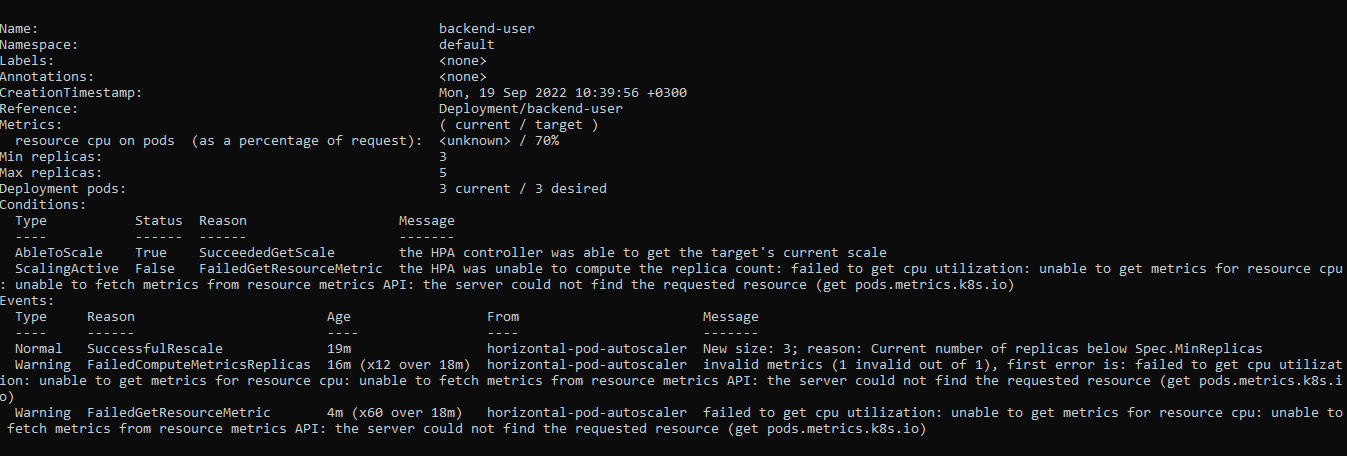 Name:                                                  backend-user
Namespace:                                             default
Labels:                                                <none>
Annotations:                                           <none>
CreationTimestamp:                                     Mon, 19 Sep 2022 10:39:56 +0300
Reference:                                             Deployment/backend-user
Metrics:                                               ( current / target )
  resource cpu on pods  (as a percentage of request):  <unknown> / 70%
Min replicas:                                          3
Max replicas:                                          5
Deployment pods:                                       3 current / 3 desired
Conditions:
  Type           Status  Reason                   Message
  ----           ------  ------                   -------
  AbleToScale    True    SucceededGetScale        the HPA controller was able to get the target's current scale
  ScalingActive  False   FailedGetResourceMetric  the HPA was unable to compute the replica count: failed to get cpu utilization: unable to get metrics for resource cpu
: unable to fetch metrics from resource metrics API: the server could not find the requested resource (get pods.metrics.k8s.io)
Events:
  Type     Reason                        Age                 From                       Message
  ----     ------                        ----                ----                       -------
  Normal   SuccessfulRescale             19m                 horizontal-pod-autoscaler  New size: 3; reason: Current number of replicas below Spec.MinReplicas
  Warning  FailedComputeMetricsReplicas  16m (x12 over 18m)  horizontal-pod-autoscaler  invalid metrics (1 invalid out of 1), first error is: failed to get cpu utilizat
ion: unable to get metrics for resource cpu: unable to fetch metrics from resource metrics API: the server could not find the requested resource (get pods.metrics.k8s.i
o)
  Warning  FailedGetResourceMetric       4m (x60 over 18m)   horizontal-pod-autoscaler  failed to get cpu utilization: unable to get metrics for resource cpu: unable to
 fetch metrics from resource metrics API: the server could not find the requested resource (get pods.metrics.k8s.io)